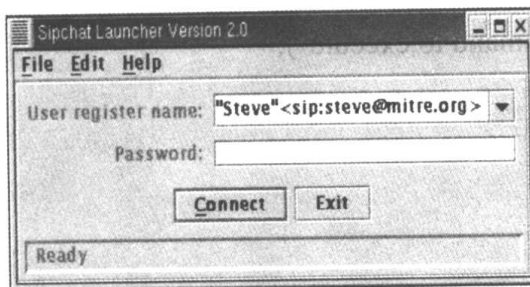 Sipchat Launcher Version 2.0
File Edit Help
User register name: "Steve"<sip:steve@mitre.org>
Password:
Connect Exit
Ready